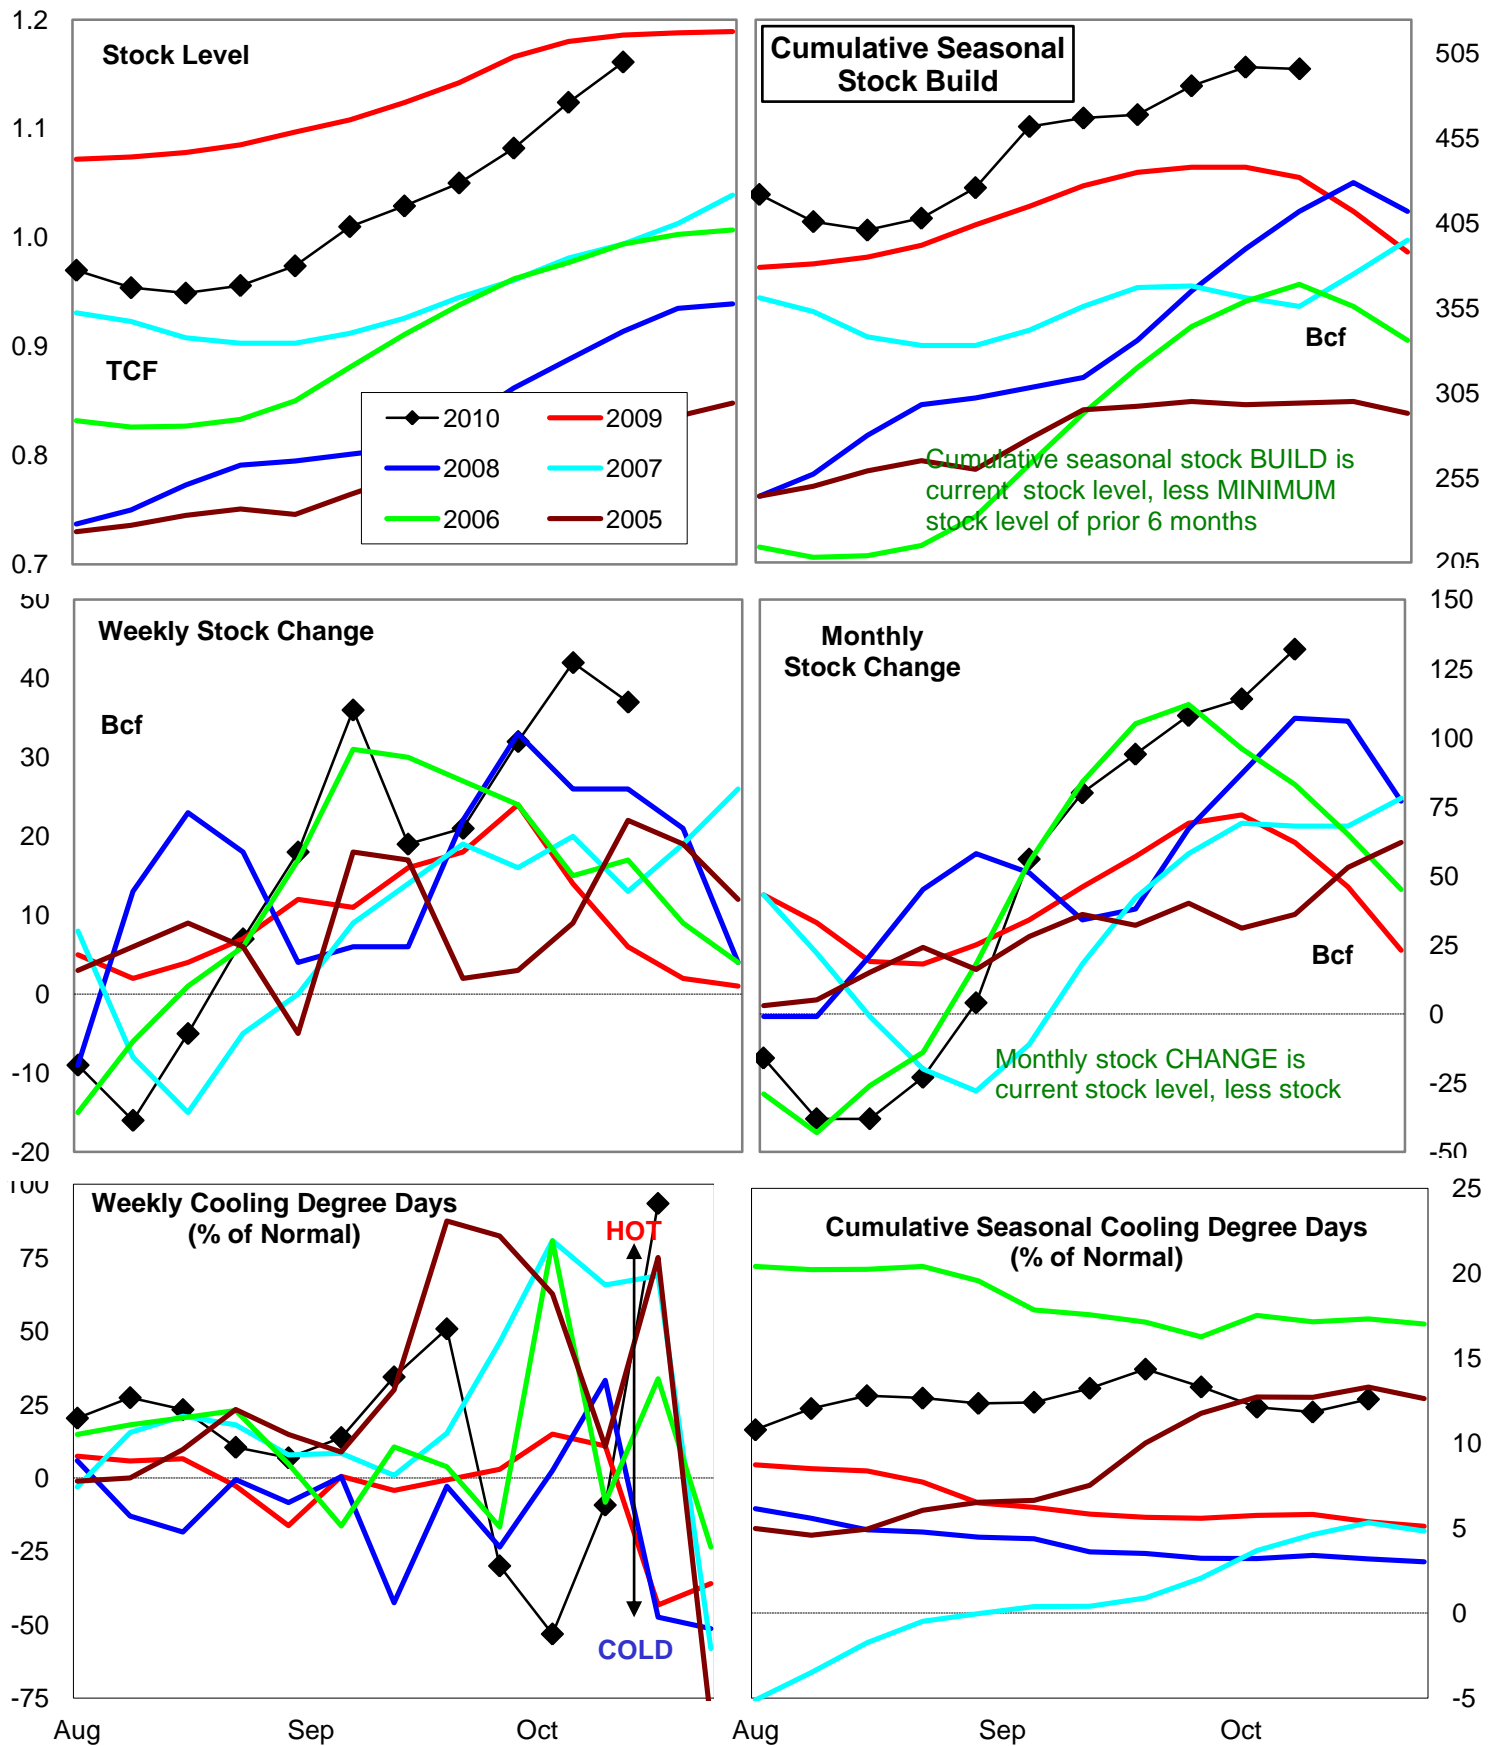 1.2
1.1
1.0
0.9
0.8
0.7
Stock Level
TCF
2010
2009
2008
2007
2006
2005
Cumulative Seasonal
Stock Build
505
455
405
355
305
255
205
Bcf
Cumulative seasonal stock BUILD is
current stock level, less MINIMUM
stock level of prior 6 months
50
40
30
20
10
0
-10
-20
Weekly Stock Change
Bcf
Monthly
Stock Change
150
125
100
75
50
25
0
-25
-50
Bcf
Monthly stock CHANGE is
current stock level, less stock
100
75
50
25
0
-25
-50
-75
Weekly Cooling Degree Days
(% of Normal)
HOT
COLD
Aug
Sep
Oct
Cumulative Seasonal Cooling Degree Days
(% of Normal)
25
20
15
10
5
0
-5
Aug
Sep
Oct